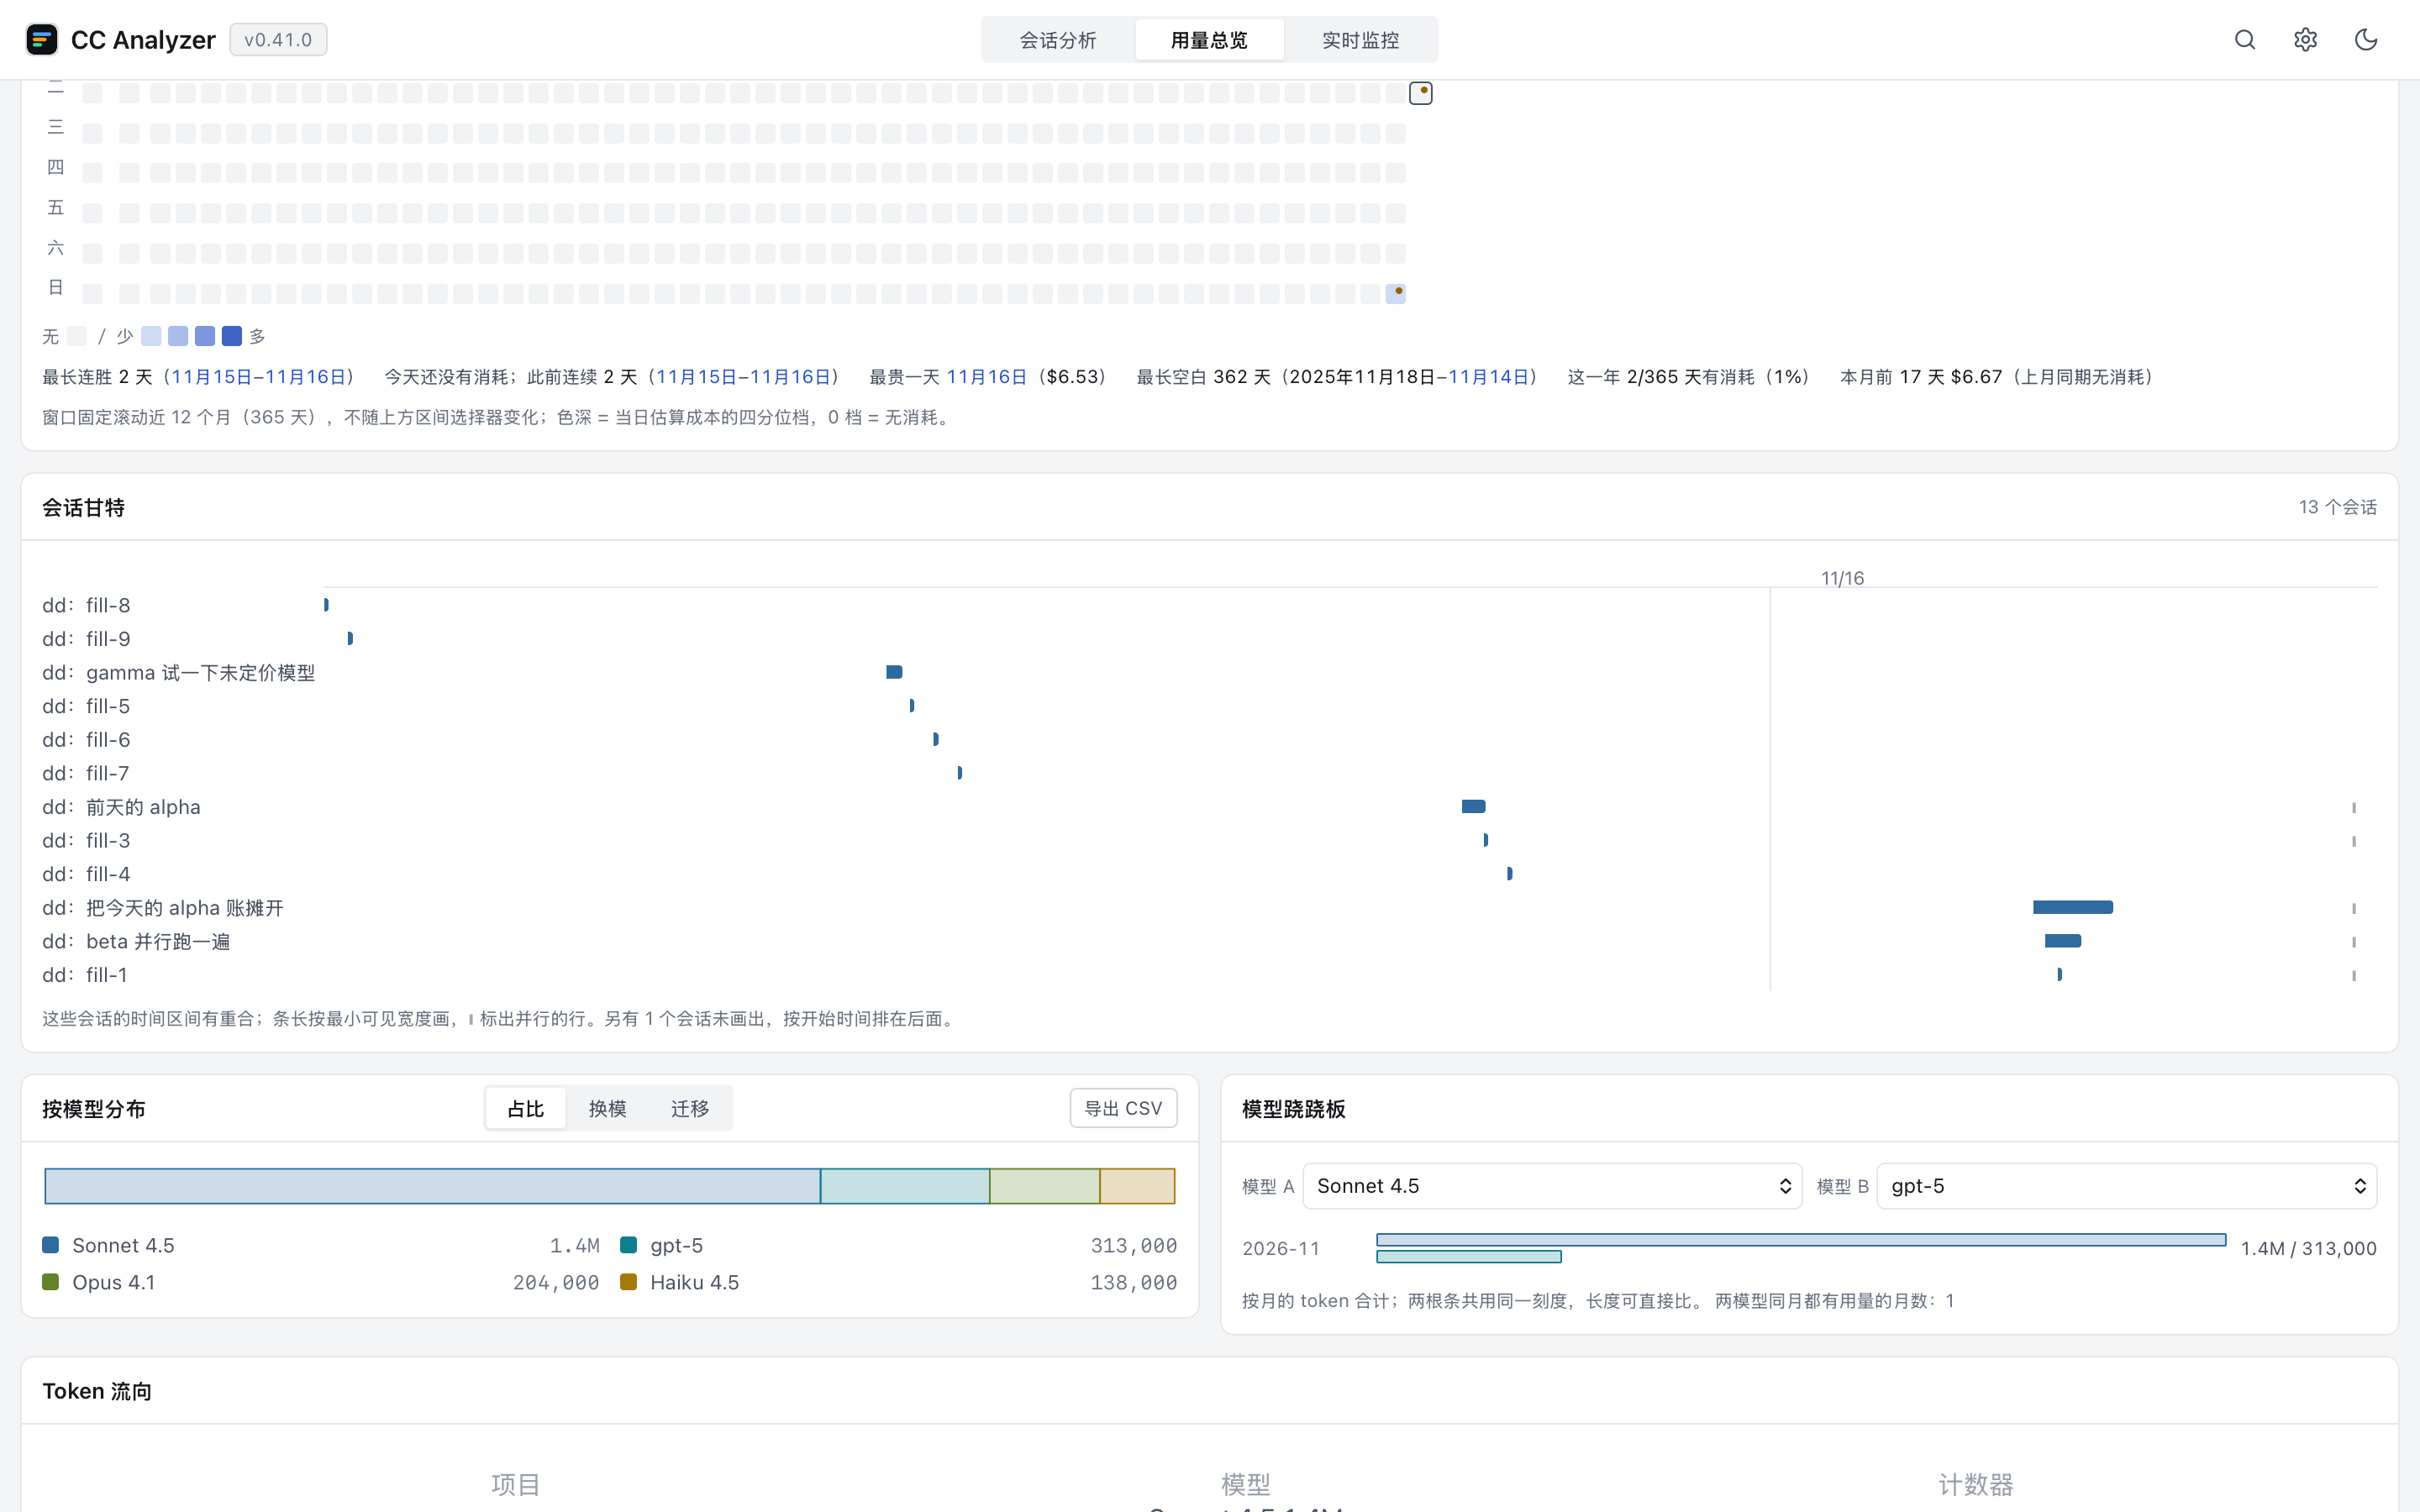 CC Analyzer v0.41.0 会话分析 用量总览 实时监控
三
四
五
六
日
无 / 少 多
最长连胜 2 天（11月15日–11月16日） 今天还没有消耗；此前连续 2 天（11月15日–11月16日） 最贵一天 11月16日（$6.53） 最长空白 362 天（2025年11月18日–11月14日） 这一年 2/365 天有消耗（1%） 本月前 17 天 $6.67（上月同期无消耗）
窗口固定滚动近 12 个月（365 天），不随上方区间选择器变化；色深 = 当日估算成本的四分位档，0 档 = 无消耗。
会话甘特 13 个会话
11/16
dd：fill-8
dd：fill-9
dd：gamma 试一下未定价模型
dd：fill-5
dd：fill-6
dd：fill-7
dd：前天的 alpha
dd：fill-3
dd：fill-4
dd：把今天的 alpha 账摊开
dd：beta 并行跑一遍
dd：fill-1
这些会话的时间区间有重合；条长按最小可见宽度画，‖ 标出并行的行。另有 1 个会话未画出，按开始时间排在后面。
按模型分布 占比 换模 迁移 导出 CSV
Sonnet 4.5 1.4M gpt-5 313,000
Opus 4.1 204,000 Haiku 4.5 138,000
模型跷跷板
模型 A Sonnet 4.5 模型 B gpt-5
2026-11 1.4M / 313,000
按月的 token 合计；两根条共用同一刻度，长度可直接比。 两模型同月都有用量的月数：1
Token 流向
项目 模型 计数器